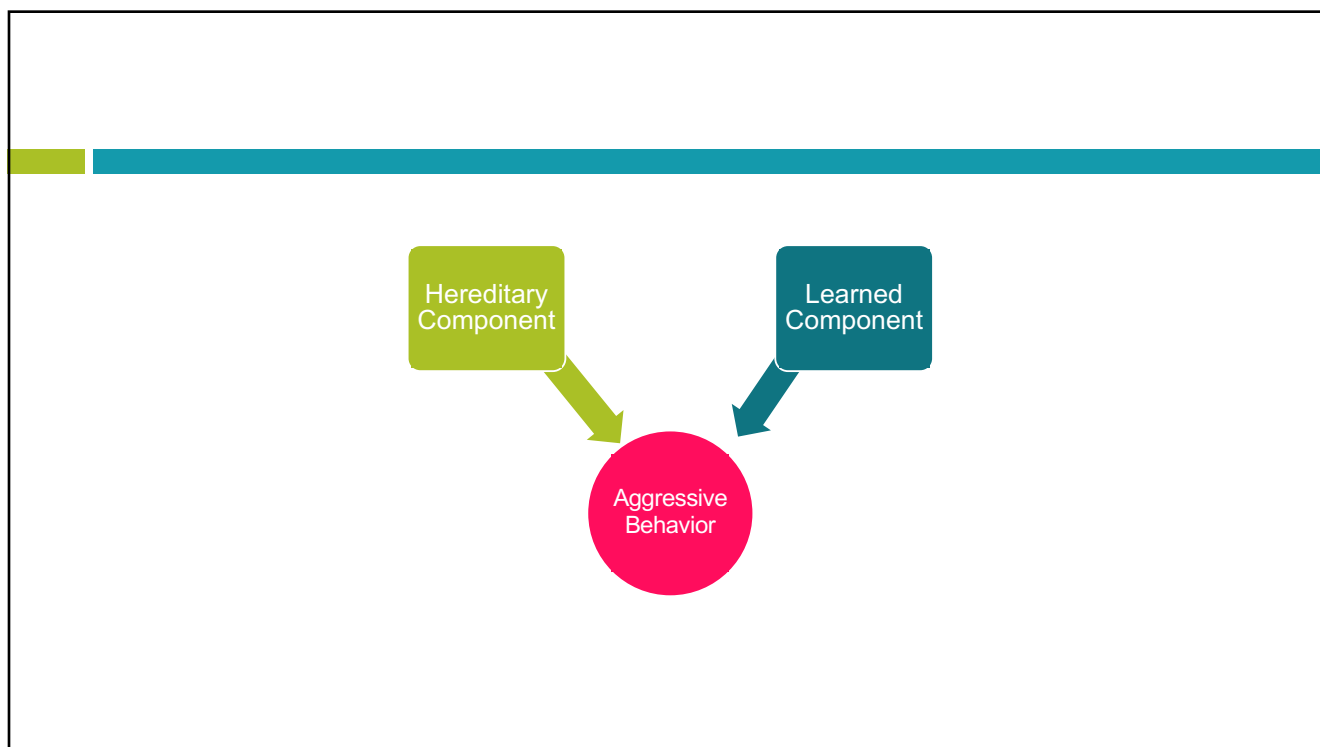 Hereditary
Component
Learned
Component
Aggressive
Behavior